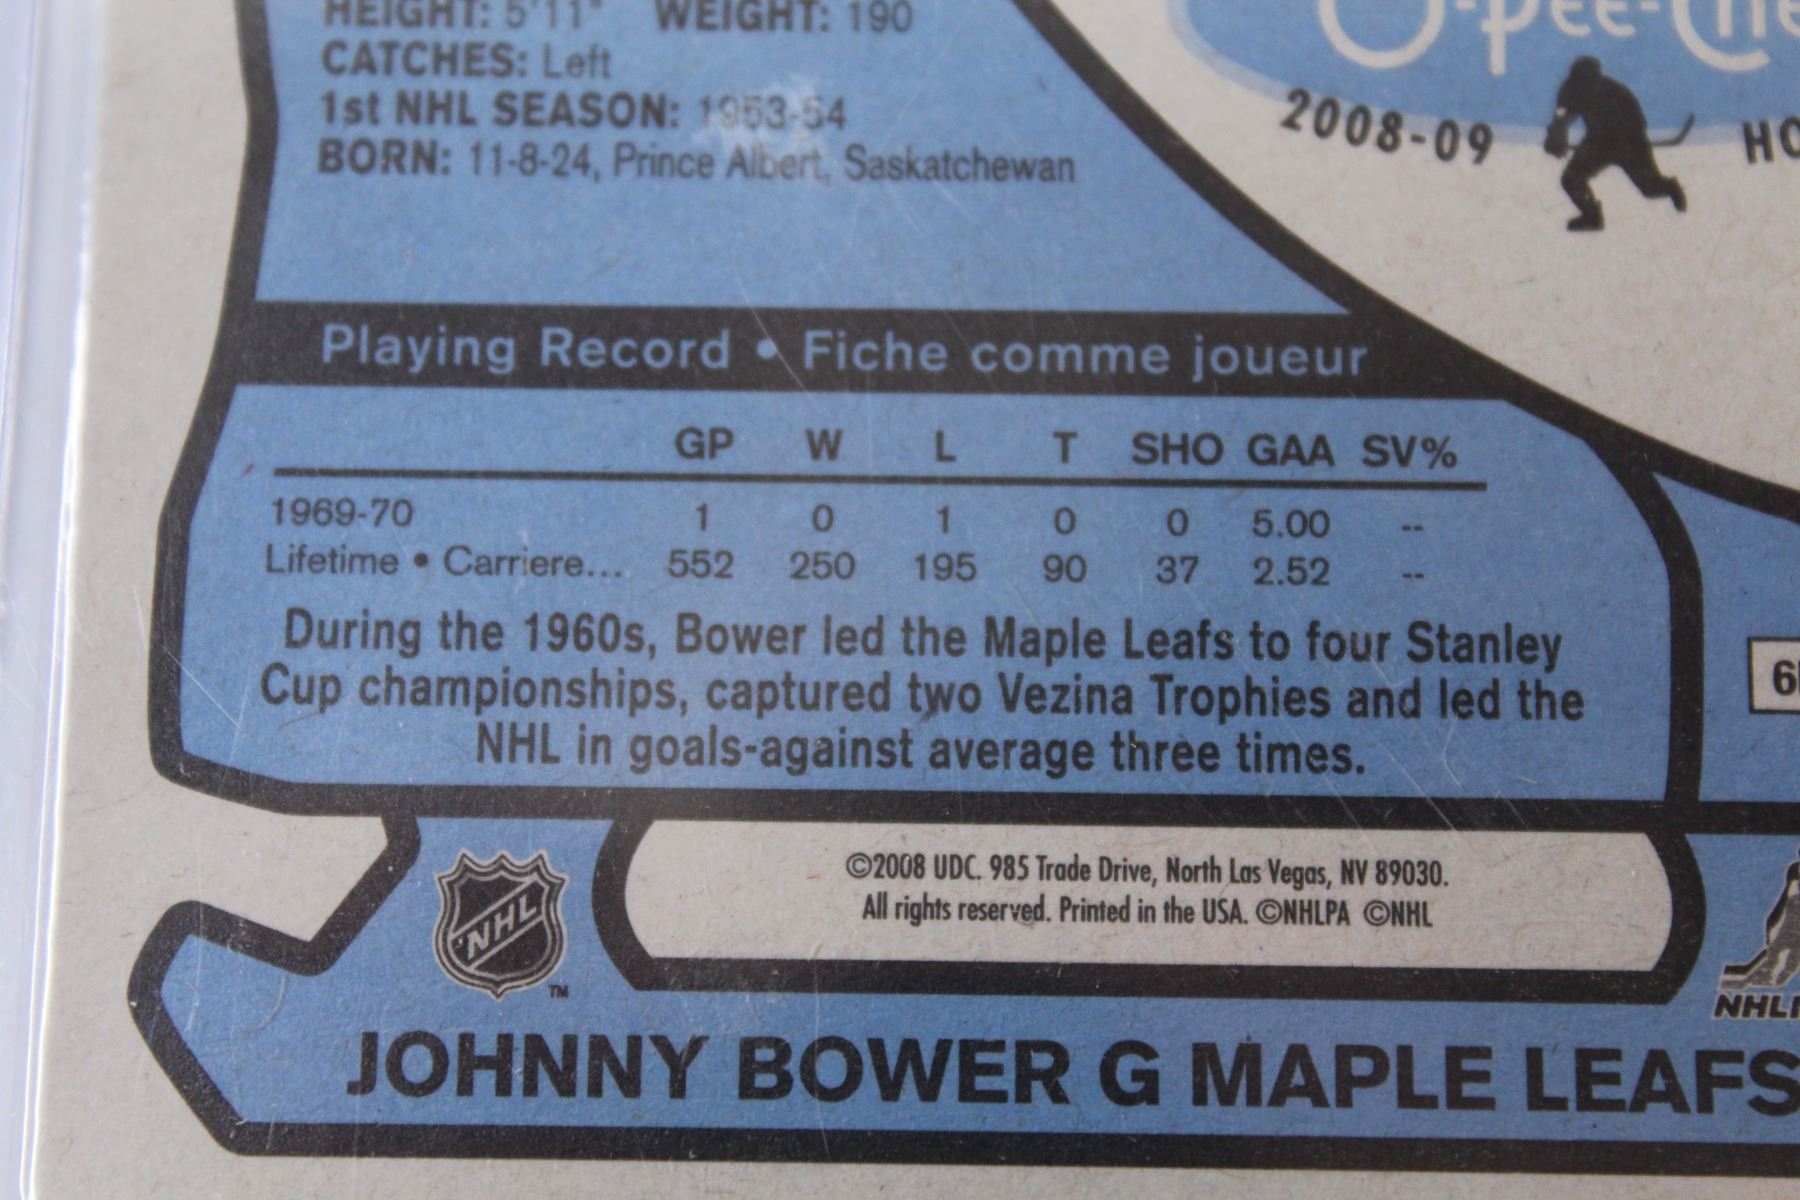 HEIGHT: 5'11" WEIGHT: 190
CATCHES: Left
1st NHL SEASON: 1953-54
BORN: 11-8-24, Prince Albert, Saskatchewan
O-Pee-Che
2008-09 HO
Playing Record • Fiche comme joueur
GP W L T SHO GAA SV%
1969-70 1 0 1 0 0 5.00 --
Lifetime • Carriere... 552 250 195 90 37 2.52 --
During the 1960s, Bower led the Maple Leafs to four Stanley
Cup championships, captured two Vezina Trophies and led the
NHL in goals-against average three times.
©2008 UDC. 985 Trade Drive, North Las Vegas, NV 89030.
All rights reserved. Printed in the USA. ©NHLPA ©NHL
NHL
TM
NHLP
JOHNNY BOWER G MAPLE LEAFS